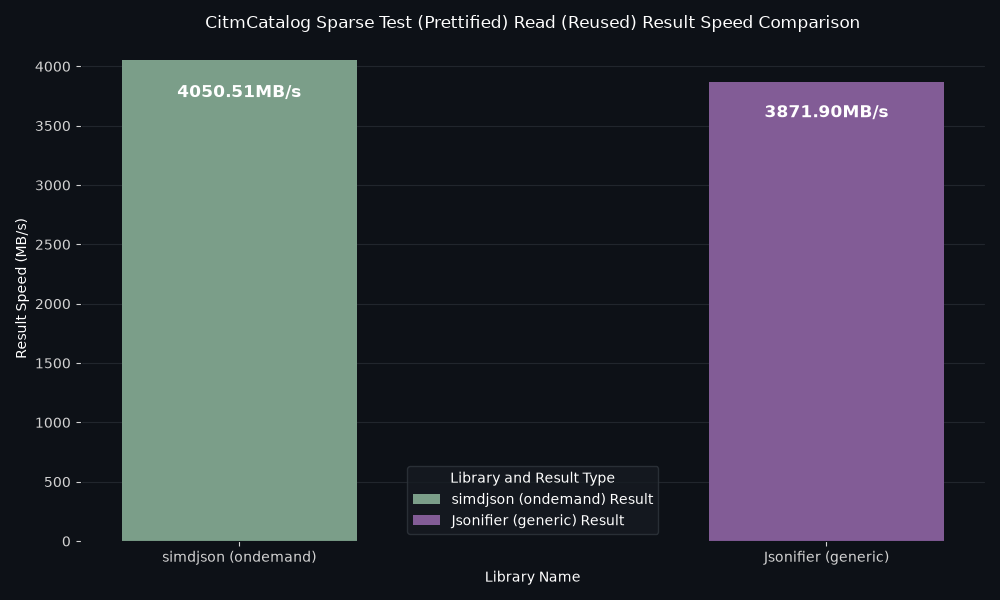 CitmCatalog Sparse Test (Prettified) Read (Reused) Result Speed Comparison
Result Speed (MB/s)
4000
3500
3000
2500
2000
1500
1000
500
0
4050.51MB/s
3871.90MB/s
Library and Result Type
simdjson (ondemand) Result
Jsonifier (generic) Result
simdjson (ondemand)
Jsonifier (generic)
Library Name